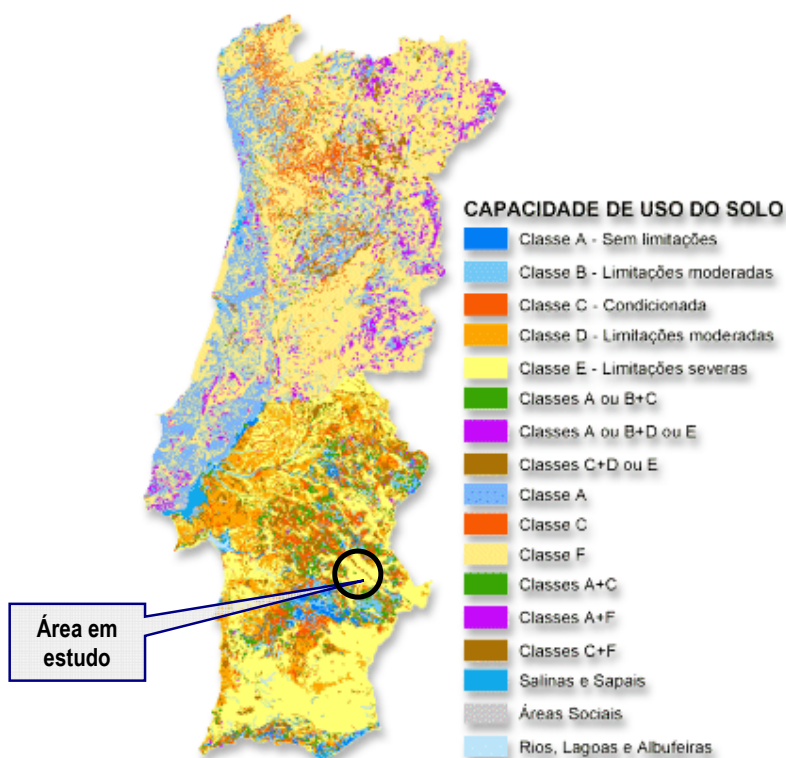 CAPACIDADE DE USO DO SOLO
Classe A - Sem limitações
Classe B - Limitações moderadas
Classe C - Condicionada
Classe D - Limitações moderadas
Classe E - Limitações severas
Classes A ou B+C
Classes A ou B+D ou E
Classes C+D ou E
Classe A
Classe C
Classe F
Classes A+C
Classes A+F
Classes C+F
Salinas e Sapais
Áreas Sociais
Rios, Lagoas e Albufeiras
Área em
estudo